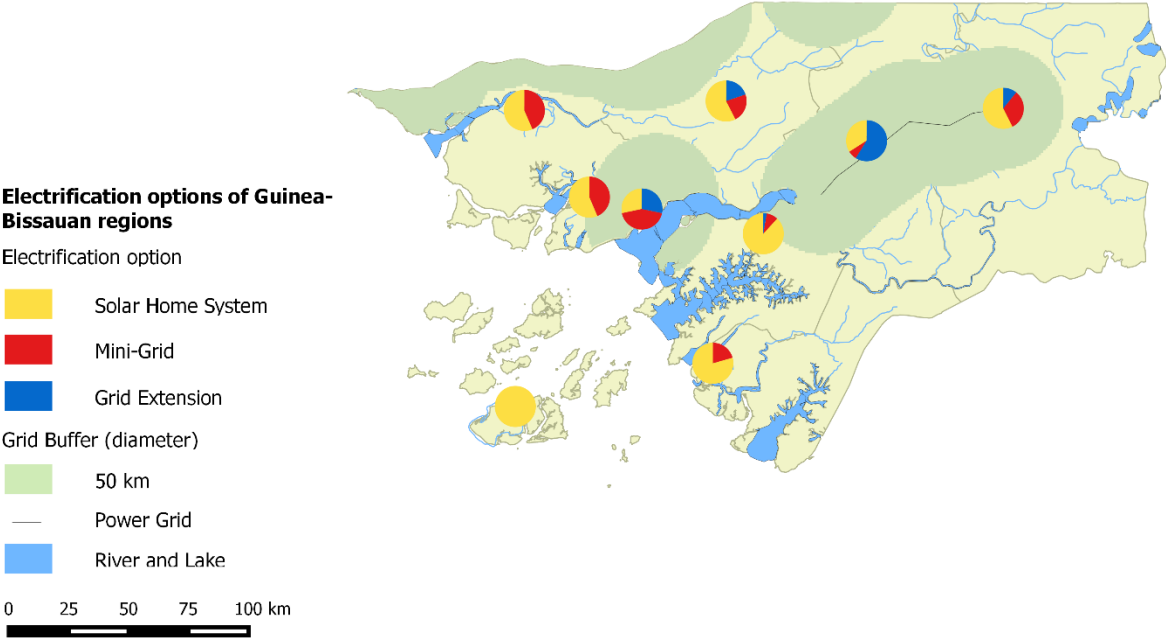 Electrification options of Guinea-
Bissauan regions
Electrification option
Solar Home System
Mini-Grid
Grid Extension
Grid Buffer (diameter)
50 km
Power Grid
River and Lake
0 25 50 75 100 km